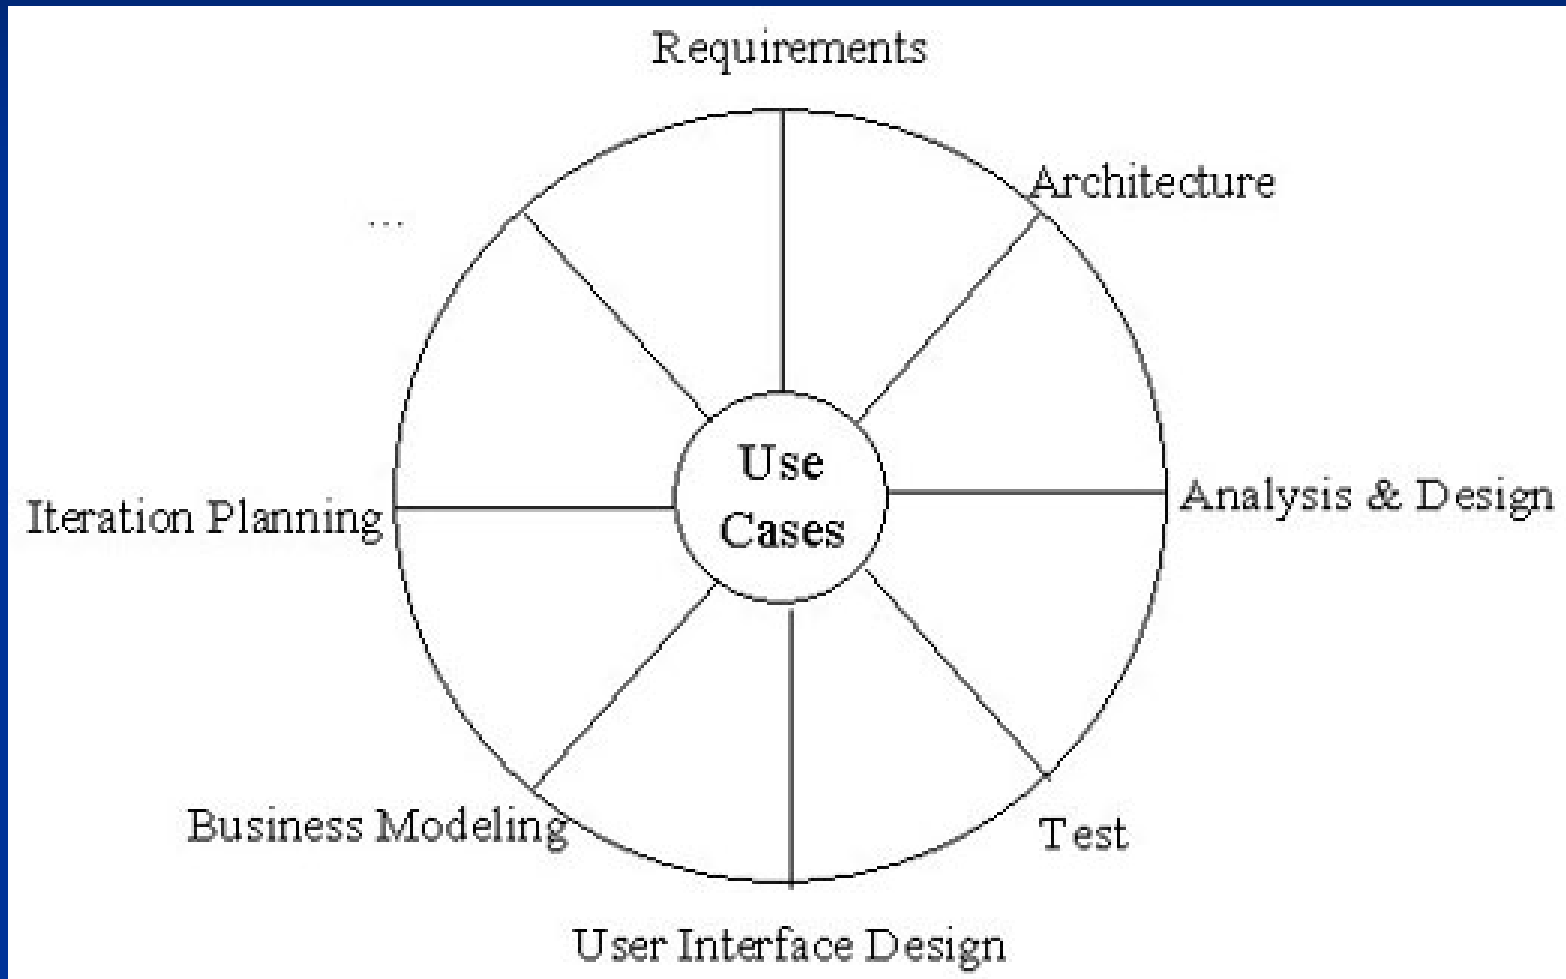 Requirements
Architecture
...
Use
Cases
Analysis & Design
Iteration Planning
Business Modeling
Test
User Interface Design